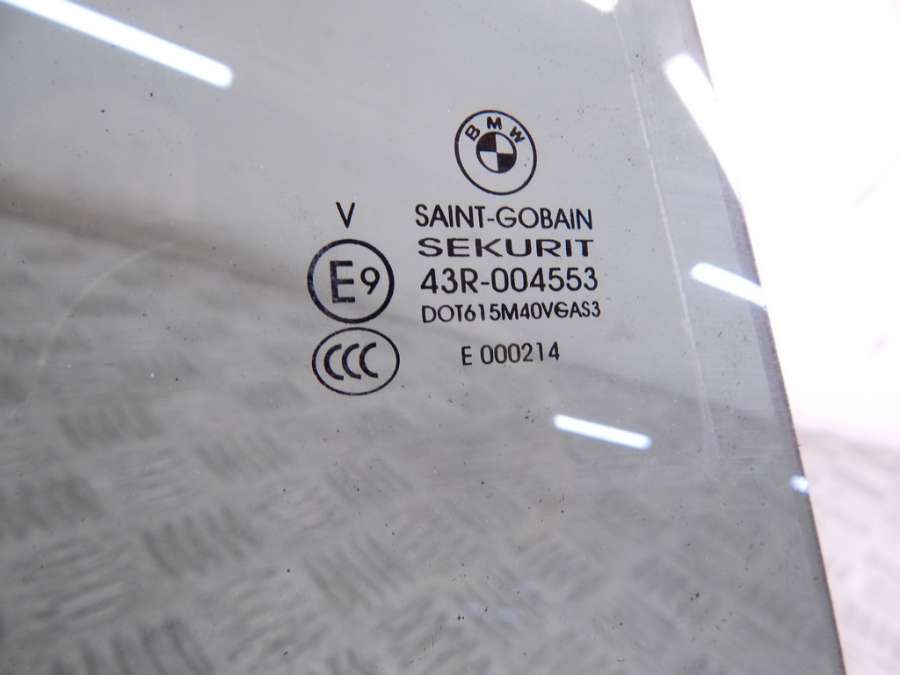 BMW
V
SAINT-GOBAIN
SEKURIT
E9
43R-004553
DOT615M40VGAS3
CCC
E 000214